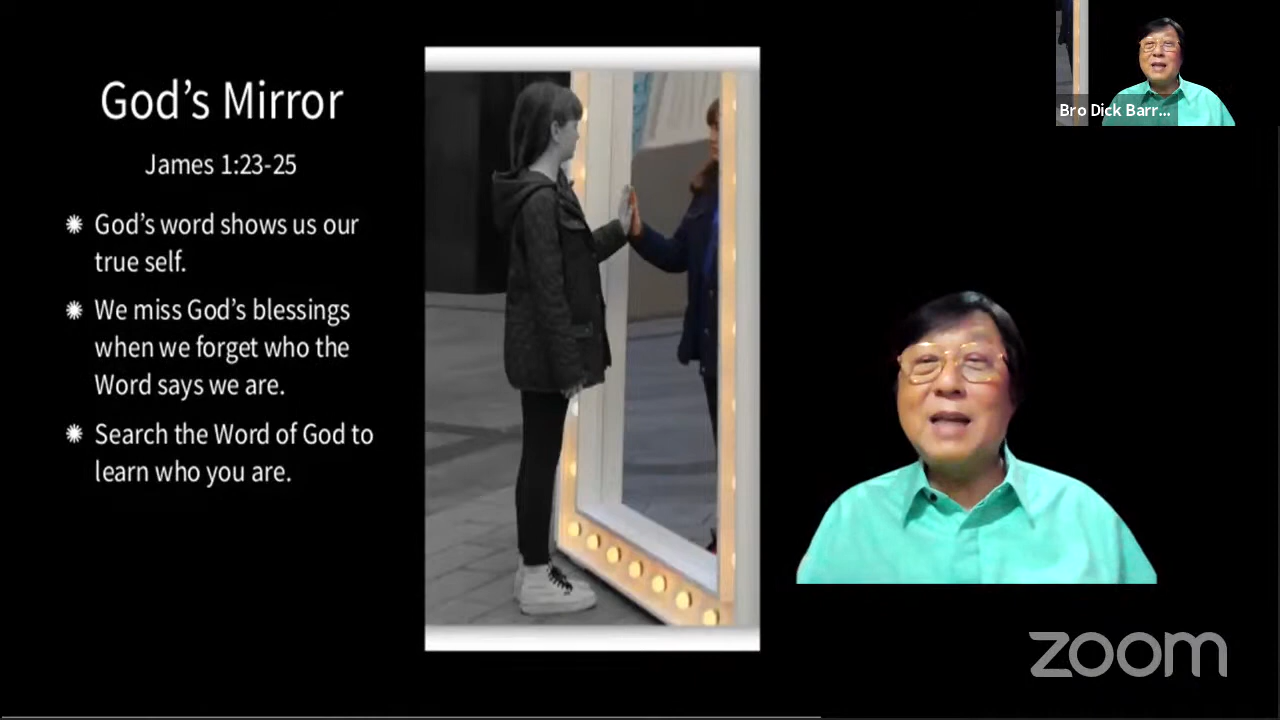 God’s Mirror
James 1:23-25
God’s word shows us our
true self.
We miss God’s blessings
when we forget who the
Word says we are.
Search the Word of God to
learn who you are.
Bro Dick Barr...
zoom